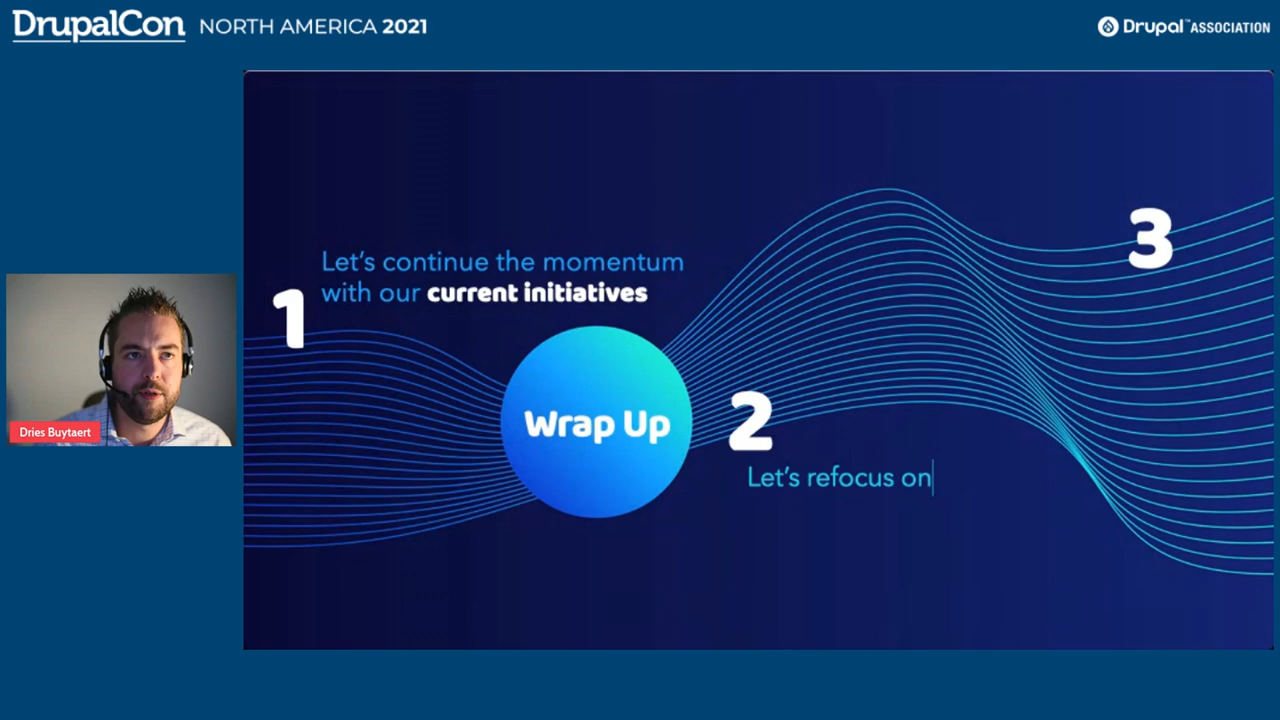 DrupalCon NORTH AMERICA 2021
Drupal™ ASSOCIATION
1
Let's continue the momentum
with our current initiatives
Wrap Up
2
Let's refocus on
3
Dries Buytaert